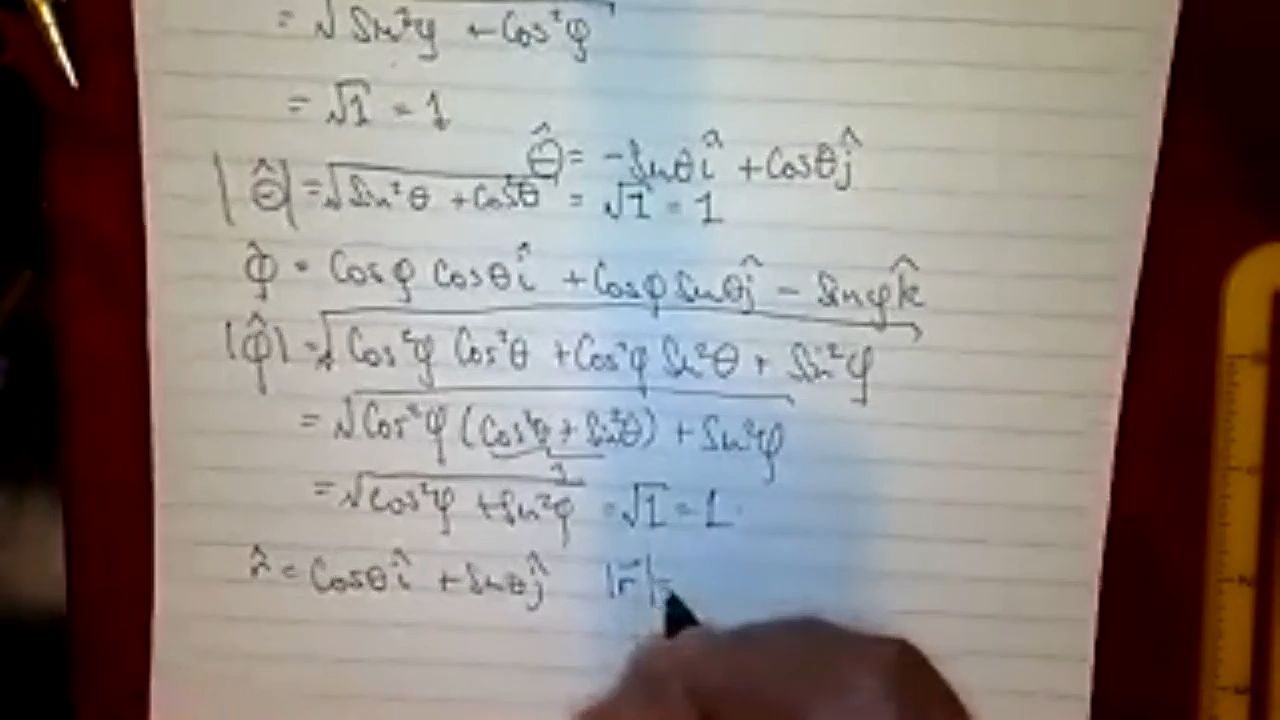 = √Sin²φ + Cos²φ
= √1 = 1
θ̂ = -Sinθ î + Cosθ ĵ
|θ̂| = √Sin²θ + Cos²θ = √1 = 1
φ̂ = Cosφ Cosθ î + Cosφ Sinθ ĵ - Sinφ k̂
|φ̂| = √Cos²φ Cos²θ + Cos²φ Sin²θ + Sin²φ
= √Cos²φ (Cos²θ + Sin²θ) + Sin²φ
1
= √Cos²φ + Sin²φ = √1 = 1
r̂ = Cosθ î + Sinθ ĵ |r̂| =